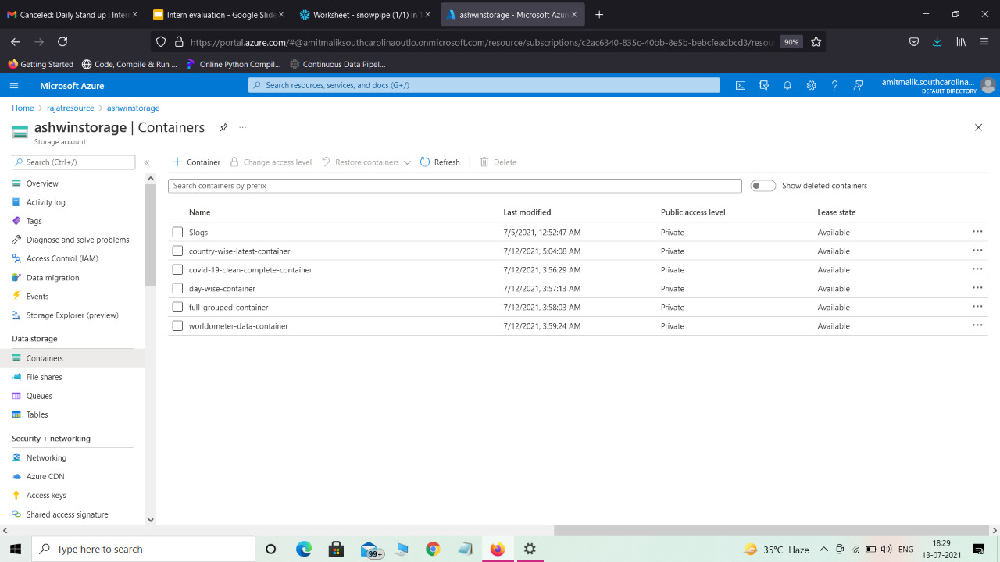 Canceled: Daily Stand up : Intern
Intern evaluation - Google Slide
Worksheet - snowpipe (1/1) in 1
ashwinstorage - Microsoft Azur
https://portal.azure.com/#@amitmaliksouthcarolinaoutlo.onmicrosoft.com/resource/subscriptions/c2ac6340-835c-40bb-8e5b-bebcfeadbcd3/resou
90%
Getting Started
Code, Compile & Run ...
Online Python Compil...
Continuous Data Pipel...
Microsoft Azure
Search resources, services, and docs (G+/)
amitmalik.southcarolina...
DEFAULT DIRECTORY
Home > rajatresource > ashwinstorage
ashwinstorage | Containers
Storage account
Search (Ctrl+/)
Container
Change access level
Restore containers
Refresh
Delete
Search containers by prefix
Show deleted containers
Name Last modified Public access level Lease state
$logs 7/5/2021, 12:52:47 AM Private Available
country-wise-latest-container 7/12/2021, 5:04:08 AM Private Available
covid-19-clean-complete-container 7/12/2021, 3:56:29 AM Private Available
day-wise-container 7/12/2021, 3:57:13 AM Private Available
full-grouped-container 7/12/2021, 3:58:03 AM Private Available
worldometer-data-container 7/12/2021, 3:59:24 AM Private Available
Overview
Activity log
Tags
Diagnose and solve problems
Access Control (IAM)
Data migration
Events
Storage Explorer (preview)
Data storage
Containers
File shares
Queues
Tables
Security + networking
Networking
Azure CDN
Access keys
Shared access signature
Type here to search
99+
35°C Haze
ENG
18:29
13-07-2021